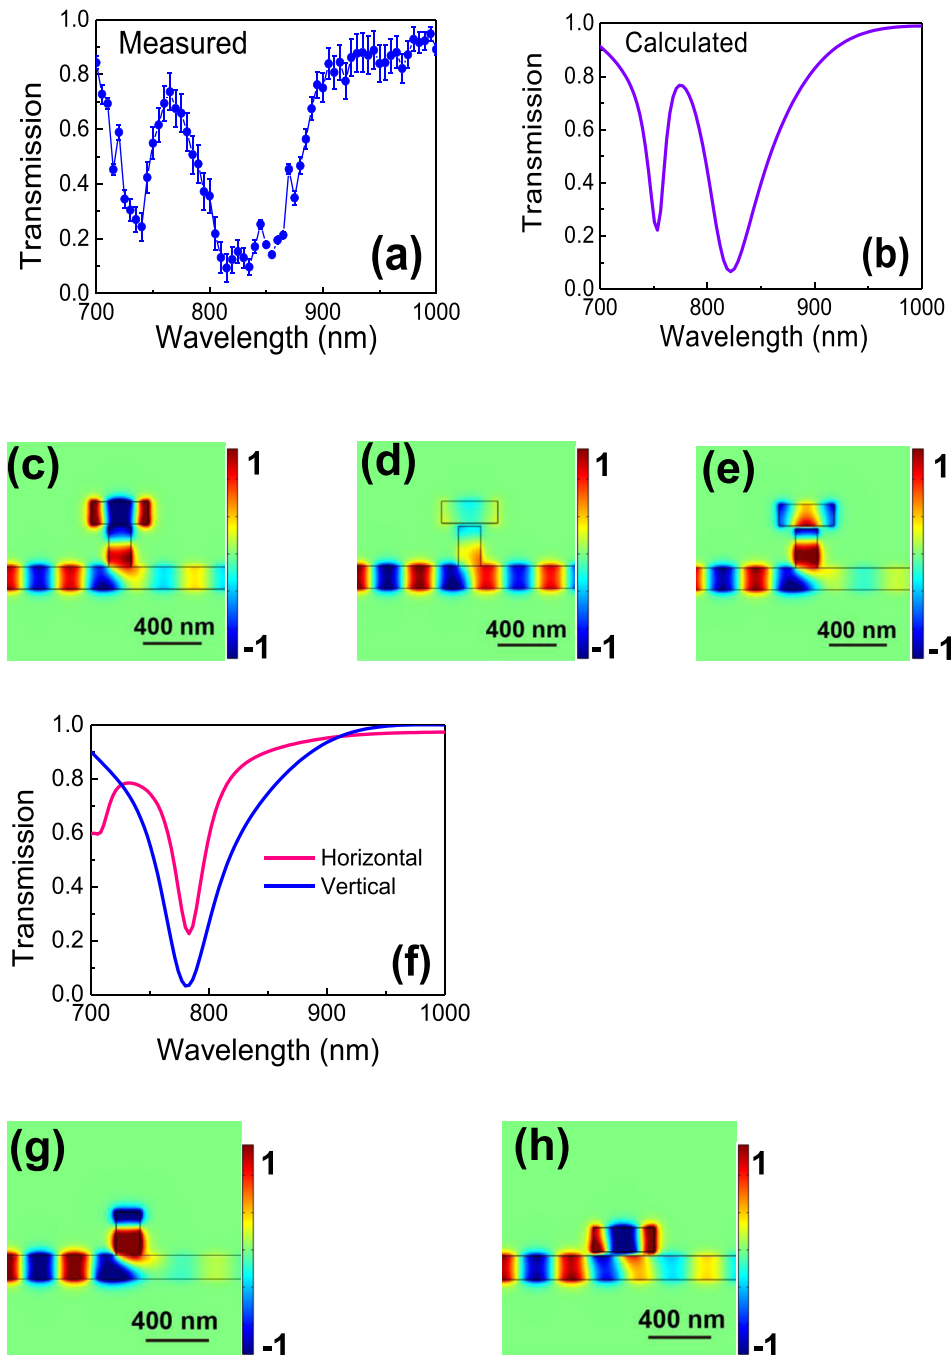 Measured
Transmission
1.0
0.8
0.6
0.4
0.2
0.0
700
800
900
1000
Wavelength (nm)
(a)
Calculated
Transmission
1.0
0.8
0.6
0.4
0.2
0.0
700
800
900
1000
Wavelength (nm)
(b)
(c)
1
-1
400 nm
(d)
1
-1
400 nm
(e)
1
-1
400 nm
Transmission
1.0
0.8
0.6
0.4
0.2
0.0
Horizontal
Vertical
(f)
700
800
900
1000
Wavelength (nm)
(g)
1
-1
400 nm
(h)
1
-1
400 nm